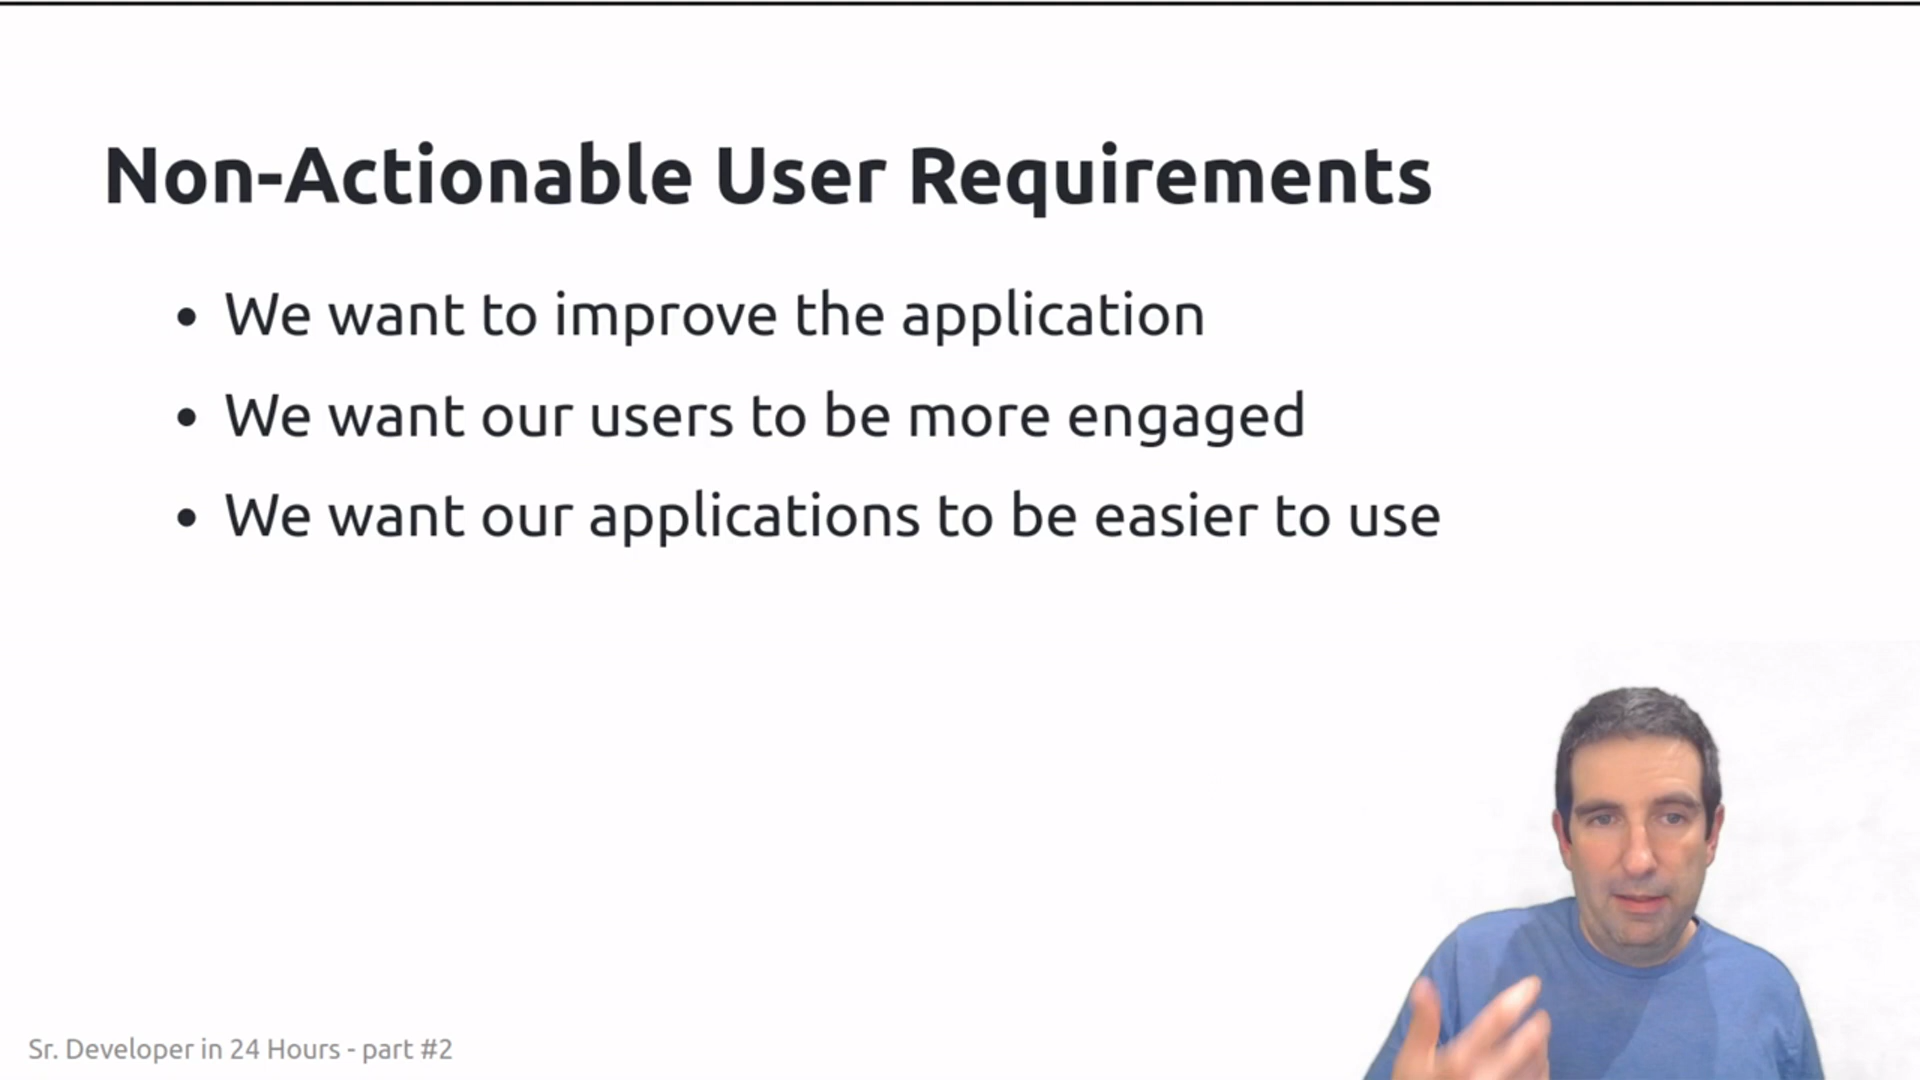 Non-Actionable User Requirements
• We want to improve the application
• We want our users to be more engaged
• We want our applications to be easier to use
Sr. Developer in 24 Hours - part #2